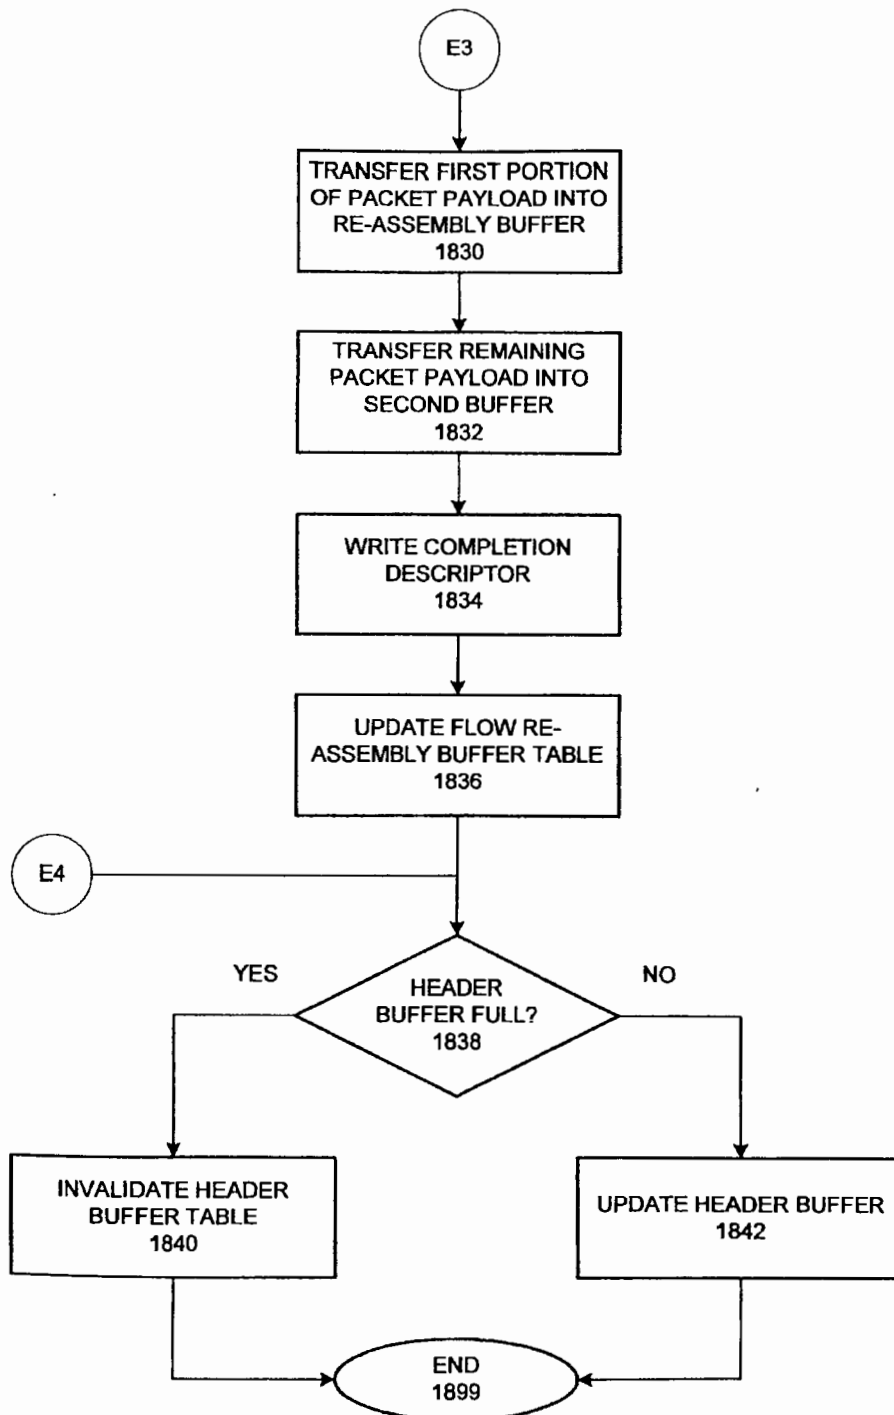 E3
TRANSFER FIRST PORTION
OF PACKET PAYLOAD INTO
RE-ASSEMBLY BUFFER
1830
TRANSFER REMAINING
PACKET PAYLOAD INTO
SECOND BUFFER
1832
WRITE COMPLETION
DESCRIPTOR
1834
UPDATE FLOW RE-
ASSEMBLY BUFFER TABLE
1836
E4
YES
NO
HEADER
BUFFER FULL?
1838
INVALIDATE HEADER
BUFFER TABLE
1840
UPDATE HEADER BUFFER
1842
END
1899